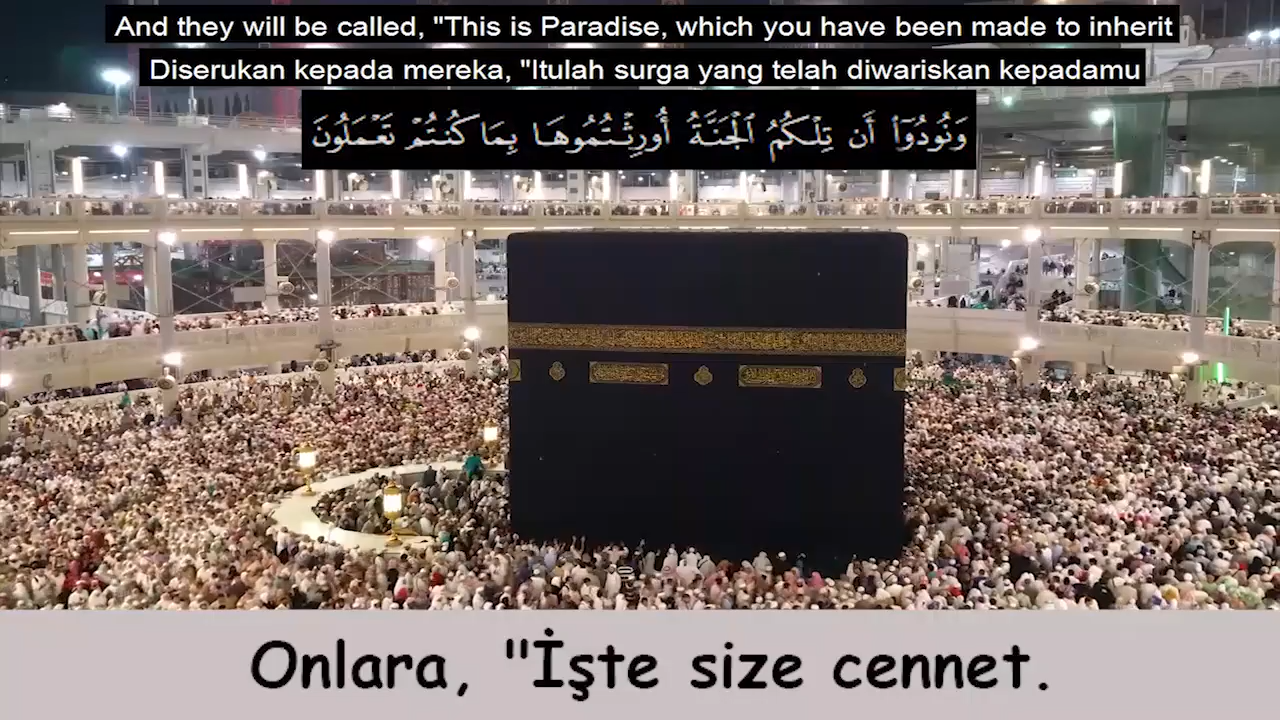 And they will be called, "This is Paradise, which you have been made to inherit
Diserukan kepada mereka, "Itulah surga yang telah diwariskan kepadamu
وَنُودُوٓا۟ أَن تِلْكُمُ ٱلْجَنَّةُ أُورِثْتُمُوهَا بِمَا كُنتُمْ تَعْمَلُونَ
Onlara, "İşte size cennet.